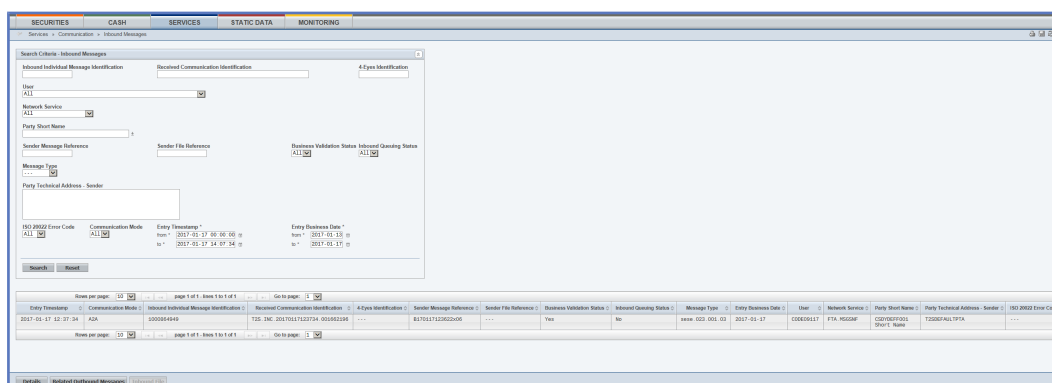 SECURITIES CASH SERVICES STATIC DATA MONITORING
Services » Communication » Inbound Messages
Search Criteria - Inbound Messages
Inbound Individual Message Identification Received Communication Identification 4-Eyes Identification
User
All
Network Service
All
Party Short Name
Sender Message Reference Sender File Reference Business Validation Status Inbound Queuing Status
All All
Message Type
---
Party Technical Address - Sender
ISO 20022 Error Code Communication Mode Entry Timestamp * Entry Business Date *
All All from * 2017-01-17 00:00:00 from * 2017-01-13
to * 2017-01-17 14:07:34 to * 2017-01-17
Search Reset
Rows per page: 10 page 1 of 1 - lines 1 to 1 of 1 Go to page: 1
Entry Timestamp Communication Mode Inbound Individual Message Identification Received Communication Identification 4-Eyes Identification Sender Message Reference Sender File Reference Business Validation Status Inbound Queuing Status Message Type Entry Business Date User Network Service Party Short Name Party Technical Address - Sender ISO 20022 Error Co
2017-01-17 12:37:34 A2A 1000664949 T2S.INC.20170117123734.001662196 --- B170117123622x06 --- Yes No sese.023.001.03 2017-01-17 FTA.MSGSNF T2SDEFAULTPTA ---
Short Name
Rows per page: 10 page 1 of 1 - lines 1 to 1 of 1 Go to page: 1
Details Related Outbound Messages Inbound File